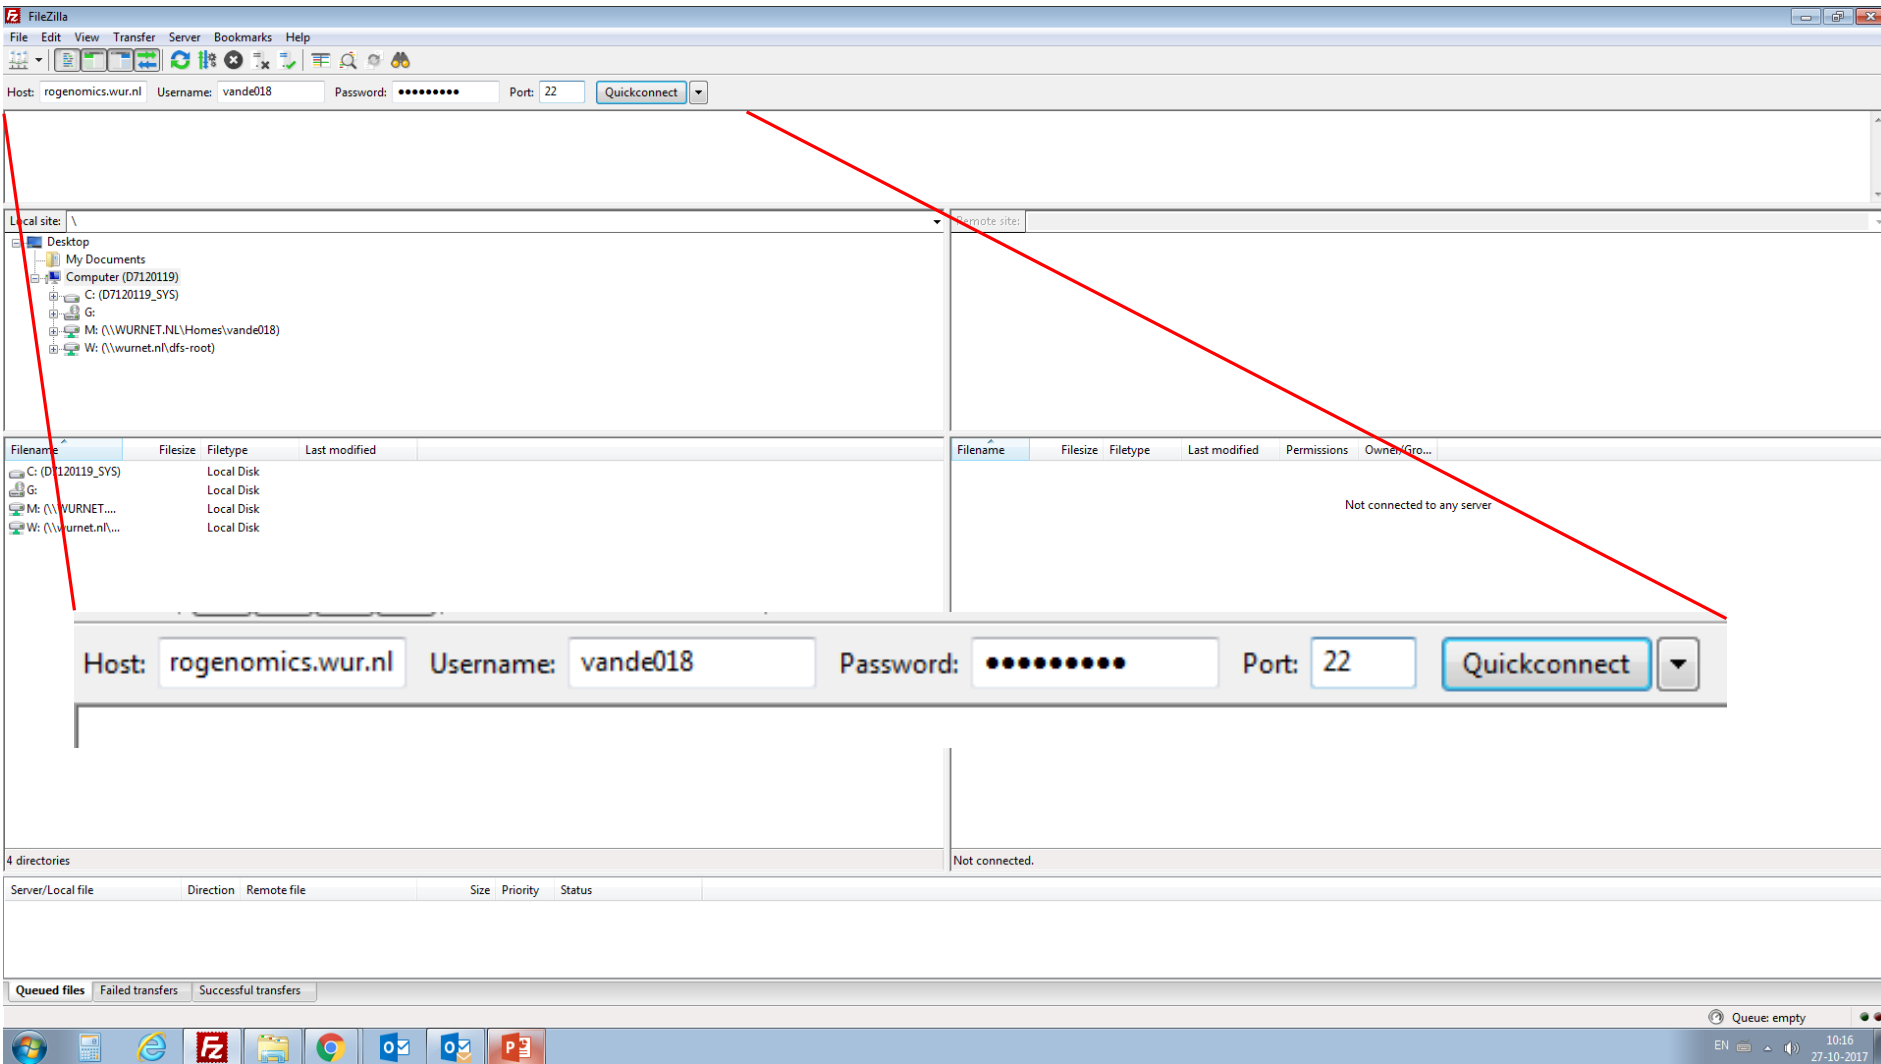 FileZilla
File Edit View Transfer Server Bookmarks Help
Host: rogenomics.wur.nl Username: vande018 Password: ●●●●●●●●● Port: 22 Quickconnect
Local site: \
Remote site:
Desktop
My Documents
Computer (D7120119)
C: (D7120119_SYS)
G:
M: (\\WURNET.NL\Homes\vande018)
W: (\\wurnet.nl\dfs-root)
Filename Filesize Filetype Last modified
C: (D7120119_SYS) Local Disk
G: Local Disk
M: (\\WURNET.... Local Disk
W: (\\wurnet.nl\... Local Disk
Filename Filesize Filetype Last modified Permissions Owner/Gro...
Not connected to any server
Host: rogenomics.wur.nl Username: vande018 Password: ●●●●●●●●● Port: 22 Quickconnect
4 directories
Not connected.
Server/Local file Direction Remote file Size Priority Status
Queued files Failed transfers Successful transfers
Queue: empty
EN
10:16
27-10-2017